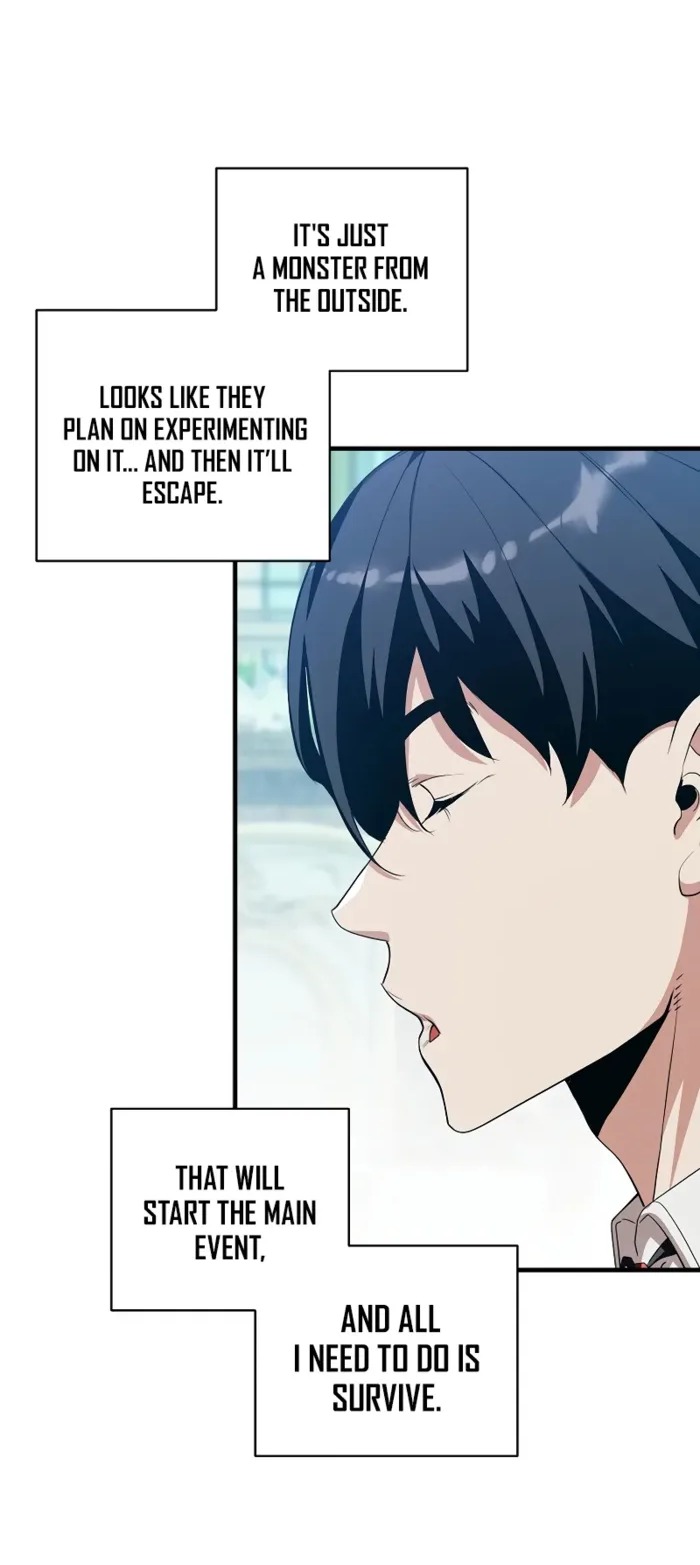 IT'S JUST
A MONSTER FROM
THE OUTSIDE.
LOOKS LIKE THEY
PLAN ON EXPERIMENTING
ON IT... AND THEN IT'LL
ESCAPE.
THAT WILL
START THE MAIN
EVENT,
AND ALL
I NEED TO DO IS
SURVIVE.